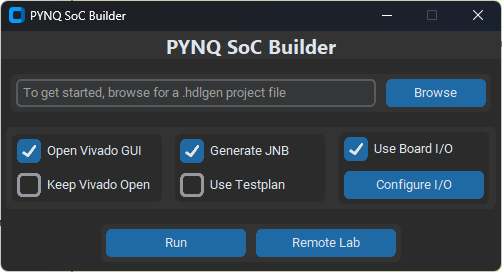 PYNQ SoC Builder
PYNQ SoC Builder
To get started, browse for a .hdlgen project file
Browse
Open Vivado GUI
Generate JNB
Use Board I/O
Keep Vivado Open
Use Testplan
Configure I/O
Run
Remote Lab